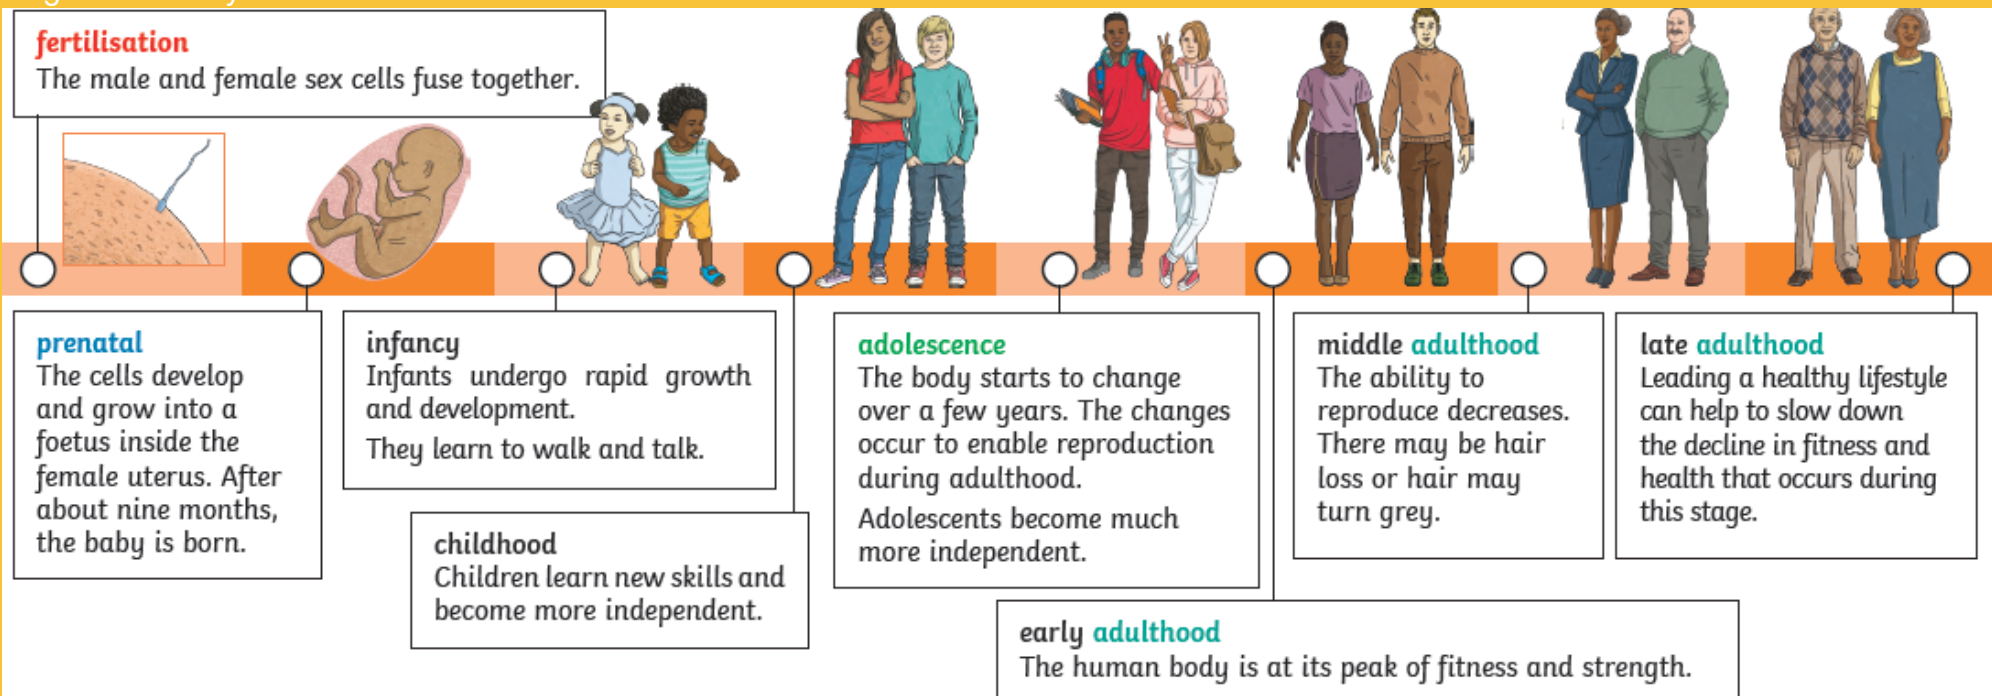 fertilisation
The male and female sex cells fuse together.
prenatal
The cells develop
and grow into a
foetus inside the
female uterus. After
about nine months,
the baby is born.
infancy
Infants undergo rapid growth
and development.
They learn to walk and talk.
childhood
Children learn new skills and
become more independent.
adolescence
The body starts to change
over a few years. The changes
occur to enable reproduction
during adulthood.
Adolescents become much
more independent.
early adulthood
The human body is at its peak of fitness and strength.
middle adulthood
The ability to
reproduce decreases.
There may be hair
loss or hair may
turn grey.
late adulthood
Leading a healthy lifestyle
can help to slow down
the decline in fitness and
health that occurs during
this stage.